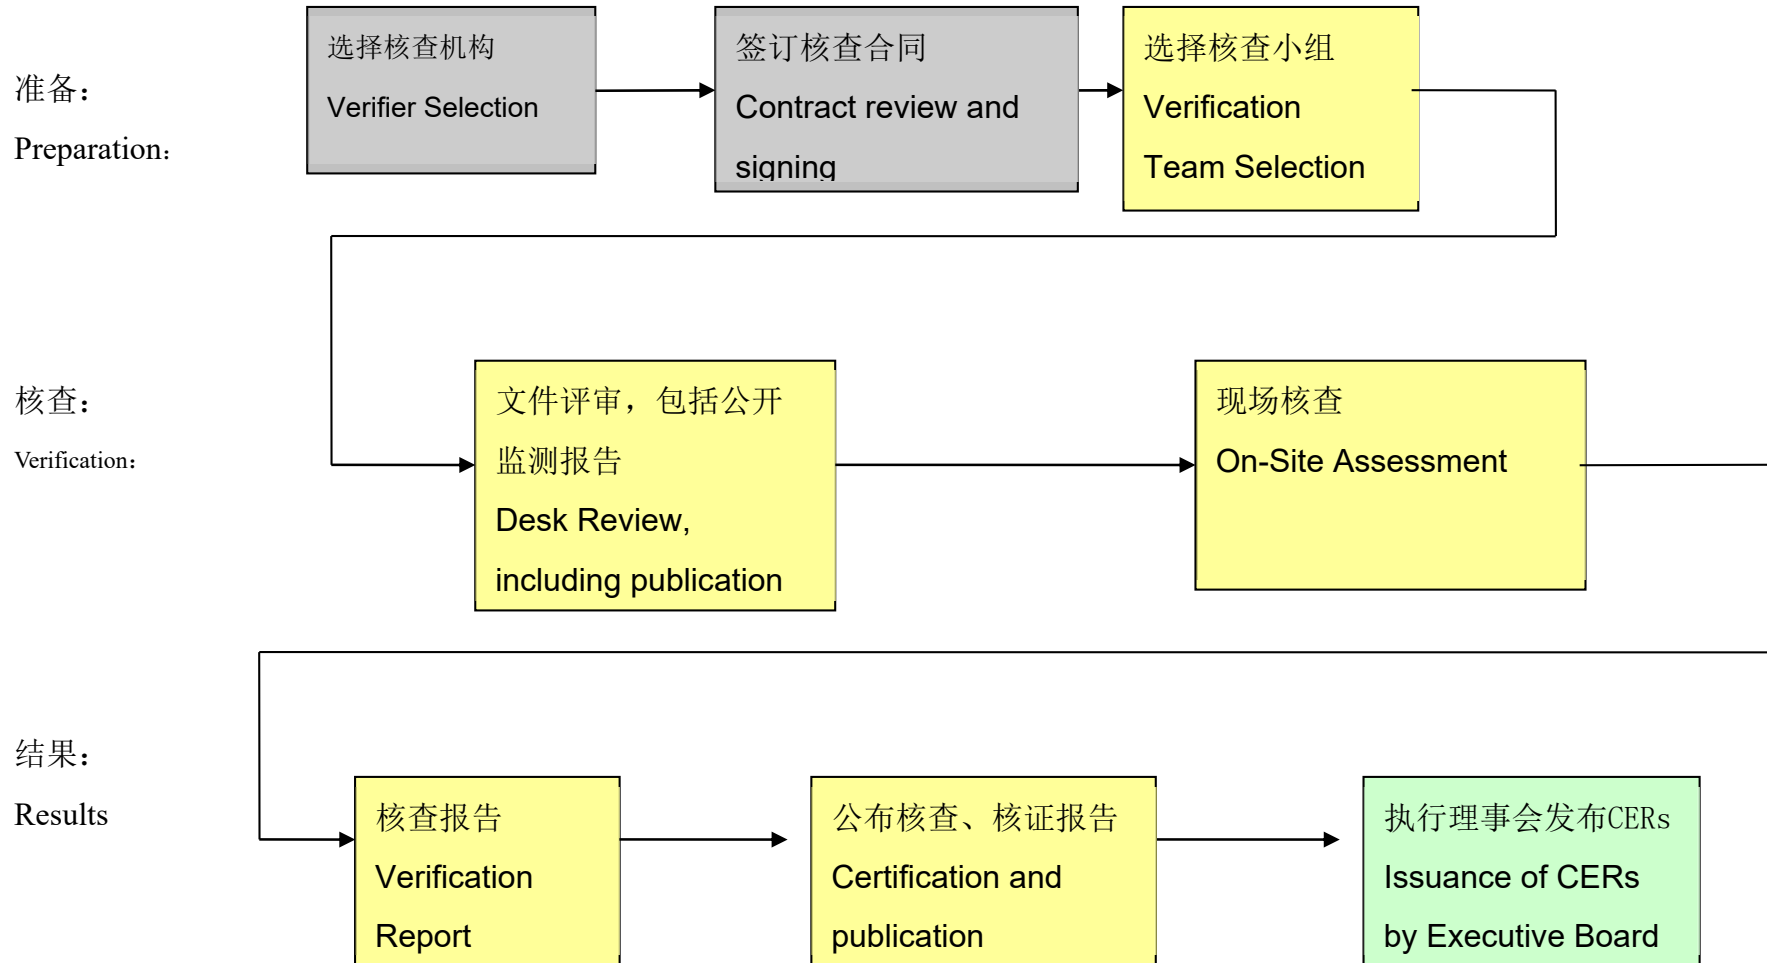 准备：
Preparation：
选择核查机构
Verifier Selection
签订核查合同
Contract review and
signing
选择核查小组
Verification
Team Selection
核查：
Verification：
文件评审，包括公开
监测报告
Desk Review,
including publication
现场核查
On-Site Assessment
结果：
Results
核查报告
Verification
Report
公布核查、核证报告
Certification and
publication
执行理事会发布CERs
Issuance of CERs
by Executive Board